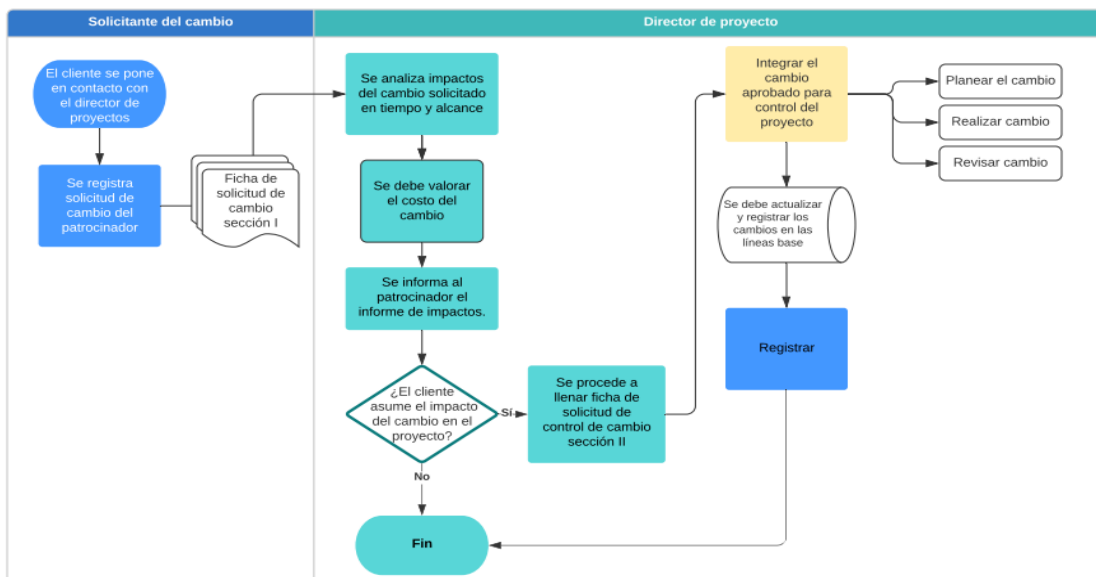 Solicitante del cambio
Director de proyecto
El cliente se pone
en contacto con
el director de
proyectos
Se registra
solicitud de
cambio del
patrocinador
Ficha de
solicitud de
cambio
sección I
Se analiza impactos
del cambio solicitado
en tiempo y alcance
Se debe valorar
el costo del
cambio
Se informa al
patrocinador el
informe de impactos.
¿El cliente
asume el impacto
del cambio en el
proyecto?
Sí
No
Fin
Se procede a
llenar ficha de
solicitud de
control de cambio
sección II
Integrar el
cambio
aprobado para
control del
proyecto
Planear el cambio
Realizar cambio
Revisar cambio
Se debe actualizar
y registrar los
cambios en las
líneas base
Registrar